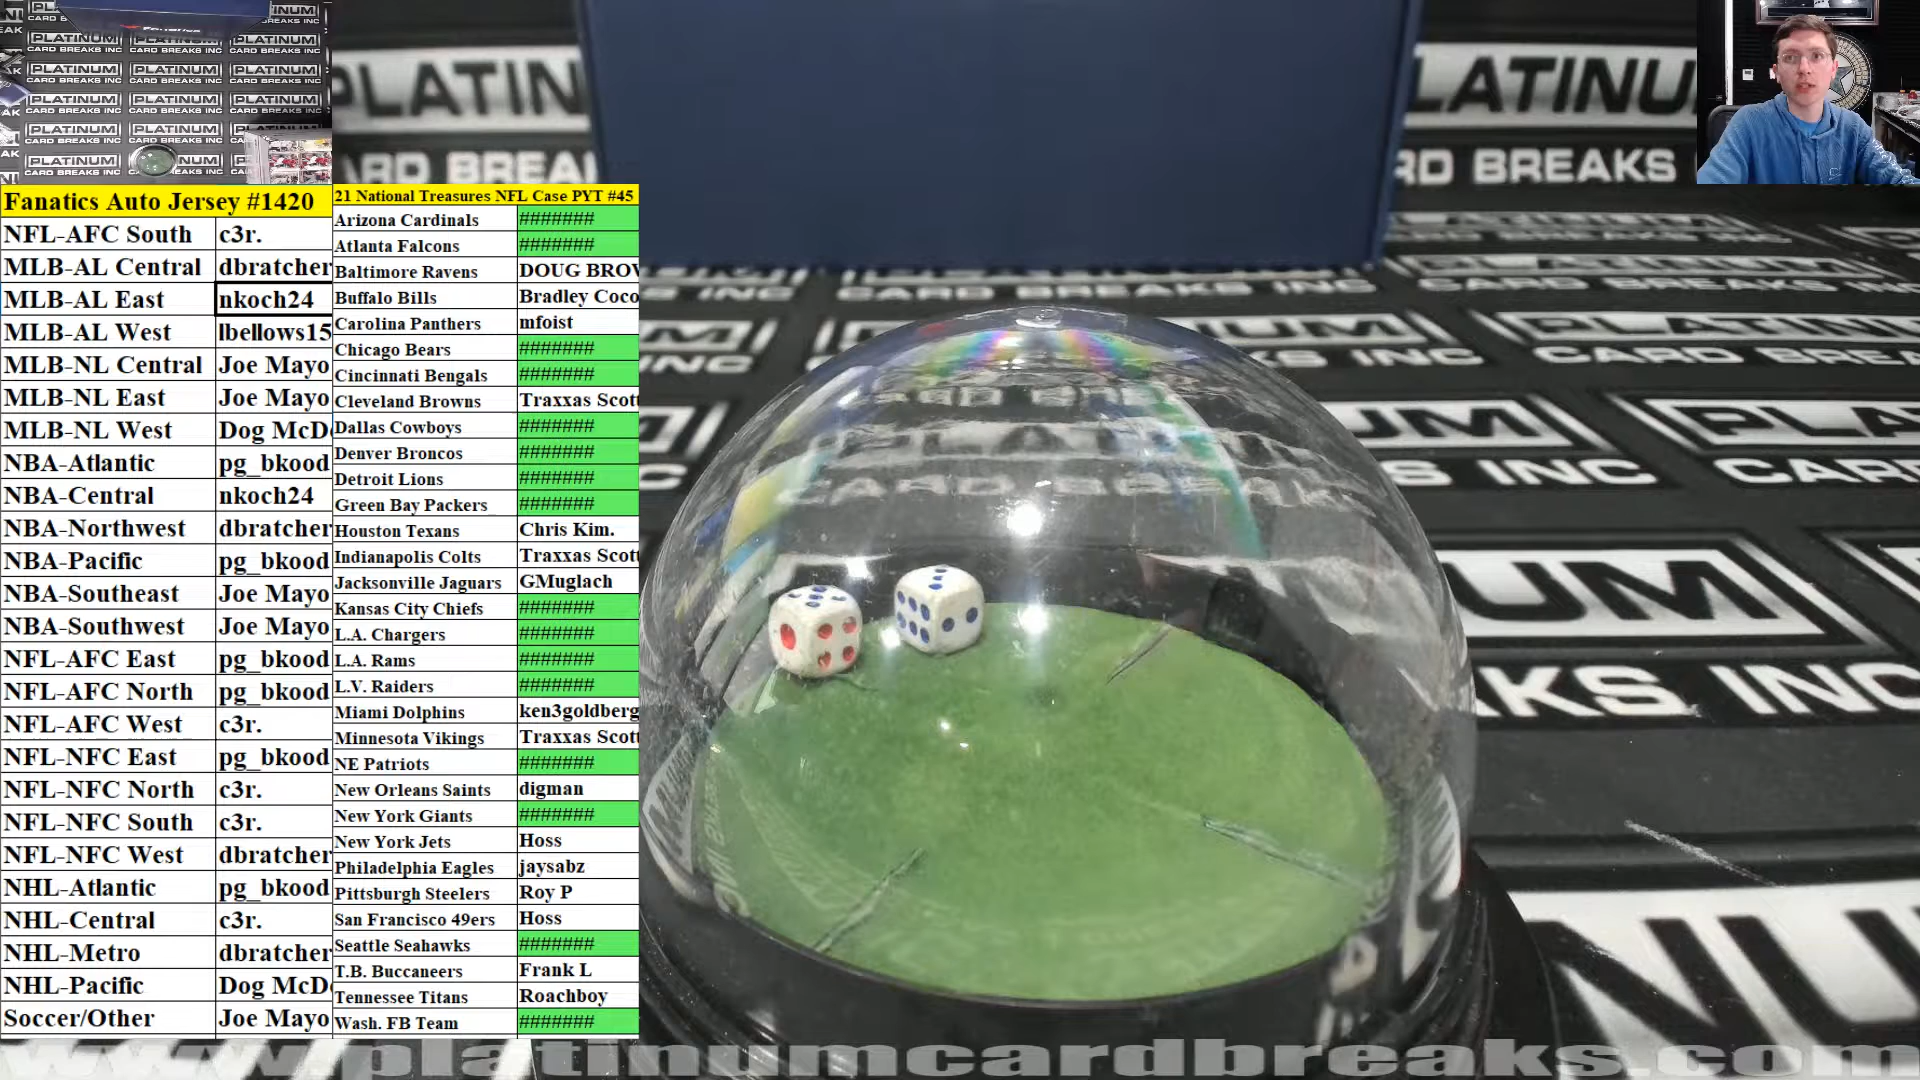 Fanatics Auto Jersey #1420
NFL-AFC South c3r.
MLB-AL Central dbratcher
MLB-AL East nkoch24
MLB-AL West lbellows15
MLB-NL Central Joe Mayo
MLB-NL East Joe Mayo
MLB-NL West Dog McD
NBA-Atlantic pg_bkood
NBA-Central nkoch24
NBA-Northwest dbratcher
NBA-Pacific pg_bkood
NBA-Southeast Joe Mayo
NBA-Southwest Joe Mayo
NFL-AFC East pg_bkood
NFL-AFC North pg_bkood
NFL-AFC West c3r.
NFL-NFC East pg_bkood
NFL-NFC North c3r.
NFL-NFC South c3r.
NFL-NFC West dbratcher
NHL-Atlantic pg_bkood
NHL-Central c3r.
NHL-Metro dbratcher
NHL-Pacific Dog McD
Soccer/Other Joe Mayo
21 National Treasures NFL Case PYT #45
Arizona Cardinals #######
Atlanta Falcons #######
Baltimore Ravens DOUG BROV
Buffalo Bills Bradley Coco
Carolina Panthers mfoist
Chicago Bears #######
Cincinnati Bengals #######
Cleveland Browns Traxxas Scott
Dallas Cowboys #######
Denver Broncos #######
Detroit Lions #######
Green Bay Packers #######
Houston Texans Chris Kim.
Indianapolis Colts Traxxas Scott
Jacksonville Jaguars GMuglach
Kansas City Chiefs #######
L.A. Chargers #######
L.A. Rams #######
L.V. Raiders #######
Miami Dolphins ken3goldberg
Minnesota Vikings Traxxas Scott
NE Patriots #######
New Orleans Saints digman
New York Giants #######
New York Jets Hoss
Philadelphia Eagles jaysabz
Pittsburgh Steelers Roy P
San Francisco 49ers Hoss
Seattle Seahawks #######
T.B. Buccaneers Frank L
Tennessee Titans Roachboy
Wash. FB Team #######
PLATINUM
CARD BREAKS INC
www.platinumcardbreaks.com